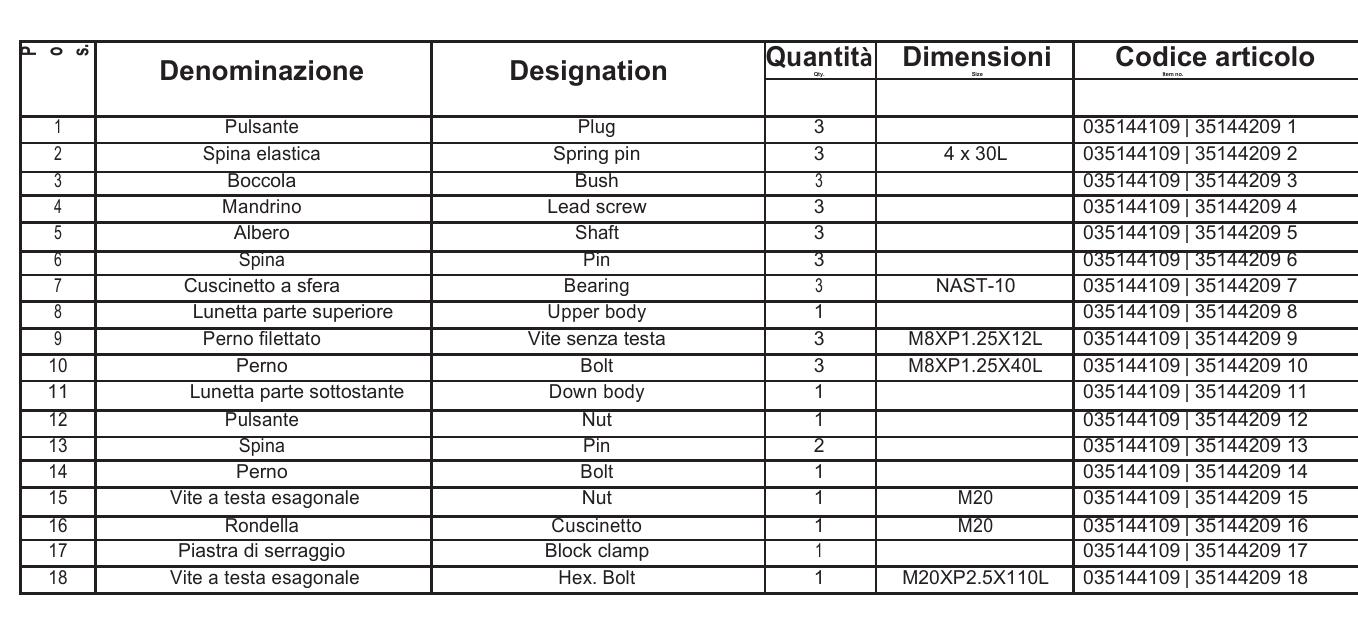 Pos. Denominazione Designation Quantità Dimensioni Codice articolo
Qty. Size Item no.
1 Pulsante Plug 3 035144109 | 35144209 1
2 Spina elastica Spring pin 3 4 x 30L 035144109 | 35144209 2
3 Boccola Bush 3 035144109 | 35144209 3
4 Mandrino Lead screw 3 035144109 | 35144209 4
5 Albero Shaft 3 035144109 | 35144209 5
6 Spina Pin 3 035144109 | 35144209 6
7 Cuscinetto a sfera Bearing 3 NAST-10 035144109 | 35144209 7
8 Lunetta parte superiore Upper body 1 035144109 | 35144209 8
9 Perno filettato Vite senza testa 3 M8XP1.25X12L 035144109 | 35144209 9
10 Perno Bolt 3 M8XP1.25X40L 035144109 | 35144209 10
11 Lunetta parte sottostante Down body 1 035144109 | 35144209 11
12 Pulsante Nut 1 035144109 | 35144209 12
13 Spina Pin 2 035144109 | 35144209 13
14 Perno Bolt 1 035144109 | 35144209 14
15 Vite a testa esagonale Nut 1 M20 035144109 | 35144209 15
16 Rondella Cuscinetto 1 M20 035144109 | 35144209 16
17 Piastra di serraggio Block clamp 1 035144109 | 35144209 17
18 Vite a testa esagonale Hex. Bolt 1 M20XP2.5X110L 035144109 | 35144209 18